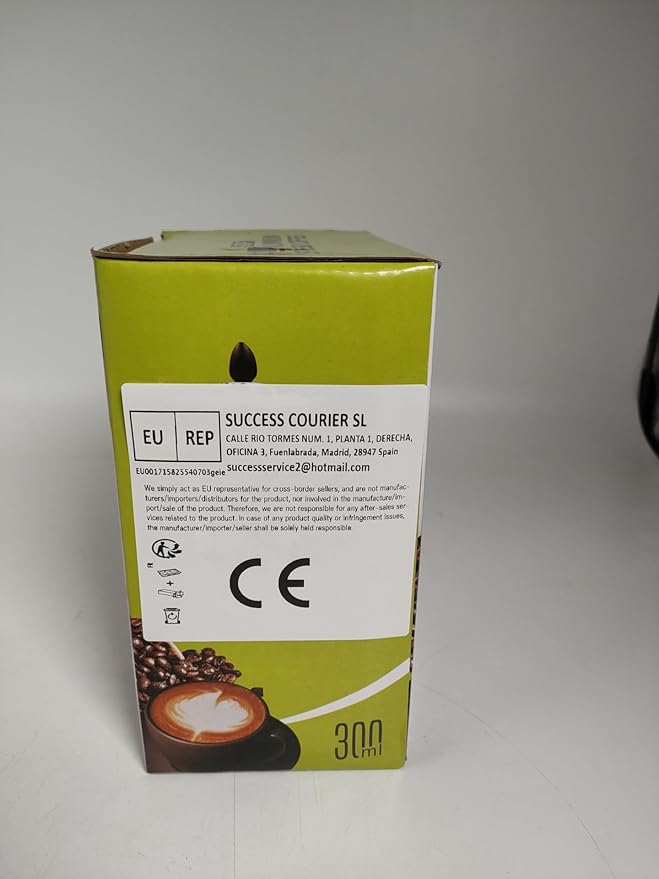 EU REP
SUCCESS COURIER SL
CALLE RIO TORMES NUM. 1, PLANTA 1, DERECHA,
OFICINA 3, Fuenlabrada, Madrid, 28947 Spain
EU001715825540703geie
successservice2@hotmail.com
We simply act as EU representative for cross-border sellers, and are not manufac-
turers/importers/distributors for the product, nor involved in the manufacture/im-
port/sale of the product. Therefore, we are not responsible for any after-sales ser-
vices related to the product. In case of any product quality or infringement issues,
the manufacturer/importer/seller shall be solely held responsible.
FR
+
CE
300
ml